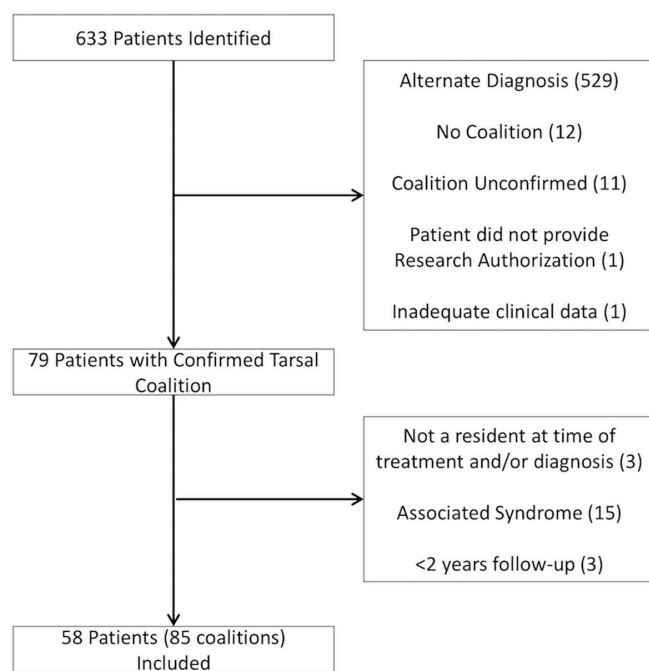 633 Patients Identified
Alternate Diagnosis (529)
No Coalition (12)
Coalition Unconfirmed (11)
Patient did not provide
Research Authorization (1)
Inadequate clinical data (1)
79 Patients with Confirmed Tarsal
Coalition
Not a resident at time of
treatment and/or diagnosis (3)
Associated Syndrome (15)
<2 years follow-up (3)
58 Patients (85 coalitions)
Included